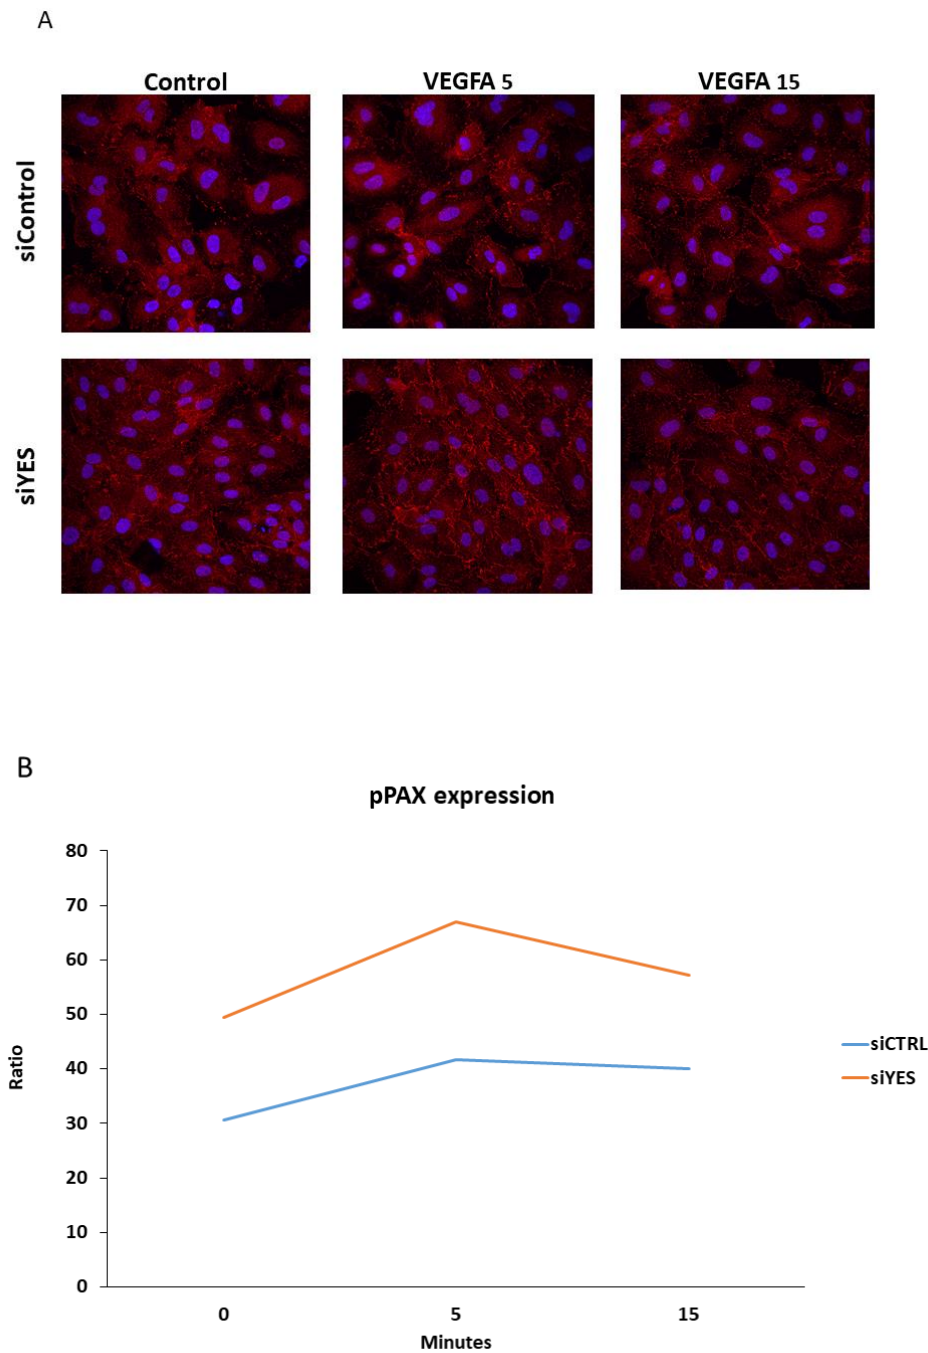 A
Control VEGFA 5 VEGFA 15
siControl
siYES
B
pPAX expression
80
70
60
50
40
30
20
10
0
Ratio
0 5 15
Minutes
siCTRL
siYES